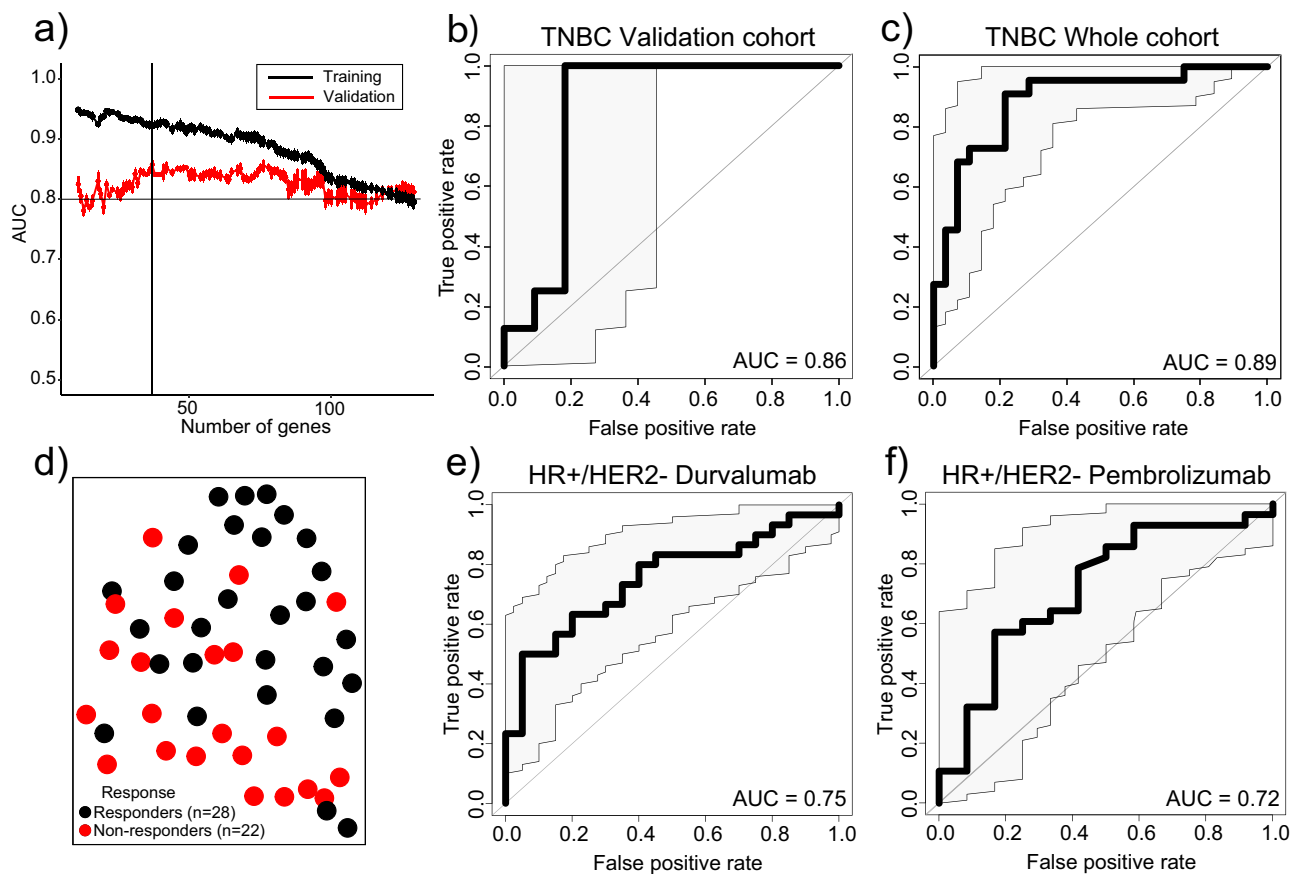 a)
1.0
0.9
0.8
0.7
0.6
0.5
AUC
Training
Validation
50
100
Number of genes
b)
TNBC Validation cohort
1.0
0.8
0.6
0.4
0.2
0.0
True positive rate
AUC = 0.86
0.0 0.2 0.4 0.6 0.8 1.0
False positive rate
c)
TNBC Whole cohort
1.0
0.8
0.6
0.4
0.2
0.0
AUC = 0.89
0.0 0.2 0.4 0.6 0.8 1.0
False positive rate
d)
Response
Responders (n=28)
Non-responders (n=22)
e)
HR+/HER2- Durvalumab
1.0
0.8
0.6
0.4
0.2
0.0
True positive rate
AUC = 0.75
0.0 0.2 0.4 0.6 0.8 1.0
False positive rate
f)
HR+/HER2- Pembrolizumab
1.0
0.8
0.6
0.4
0.2
0.0
True positive rate
AUC = 0.72
0.0 0.2 0.4 0.6 0.8 1.0
False positive rate